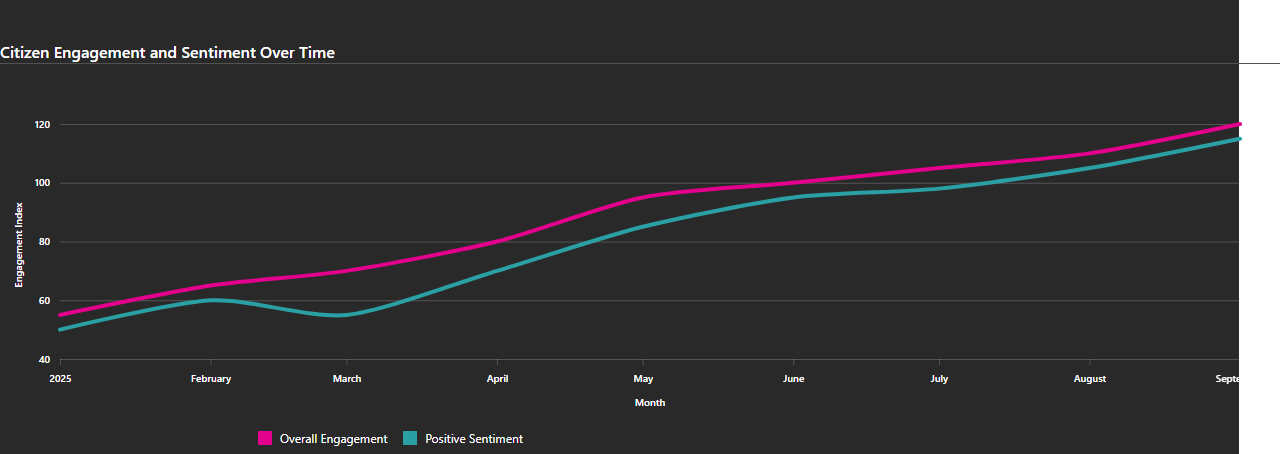 Citizen Engagement and Sentiment Over Time
120
100
80
60
40
Engagement Index
2025 February March April May June July August Septe
Month
Overall Engagement Positive Sentiment